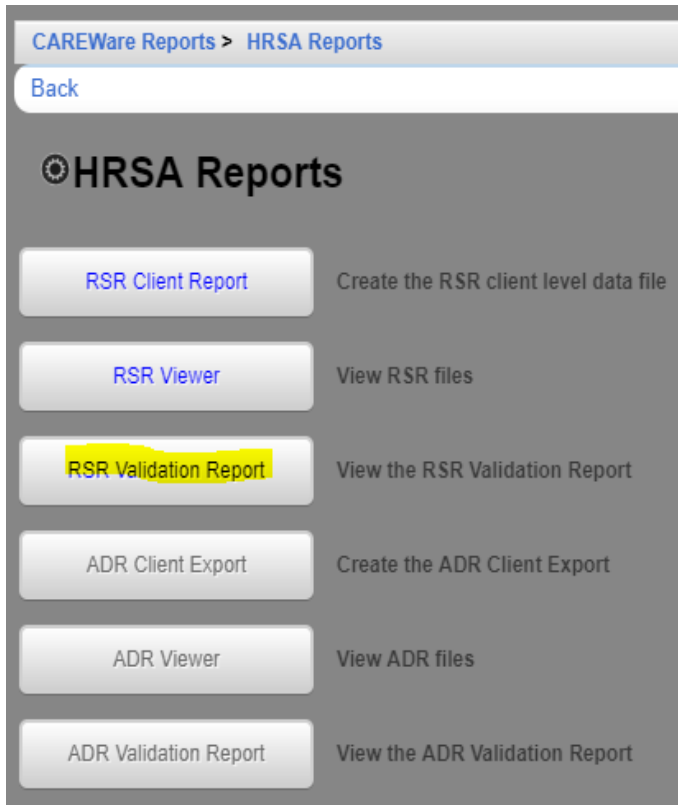 CAREWare Reports > HRSA Reports
Back
HRSA Reports
RSR Client Report Create the RSR client level data file
RSR Viewer View RSR files
RSR Validation Report View the RSR Validation Report
ADR Client Export Create the ADR Client Export
ADR Viewer View ADR files
ADR Validation Report View the ADR Validation Report